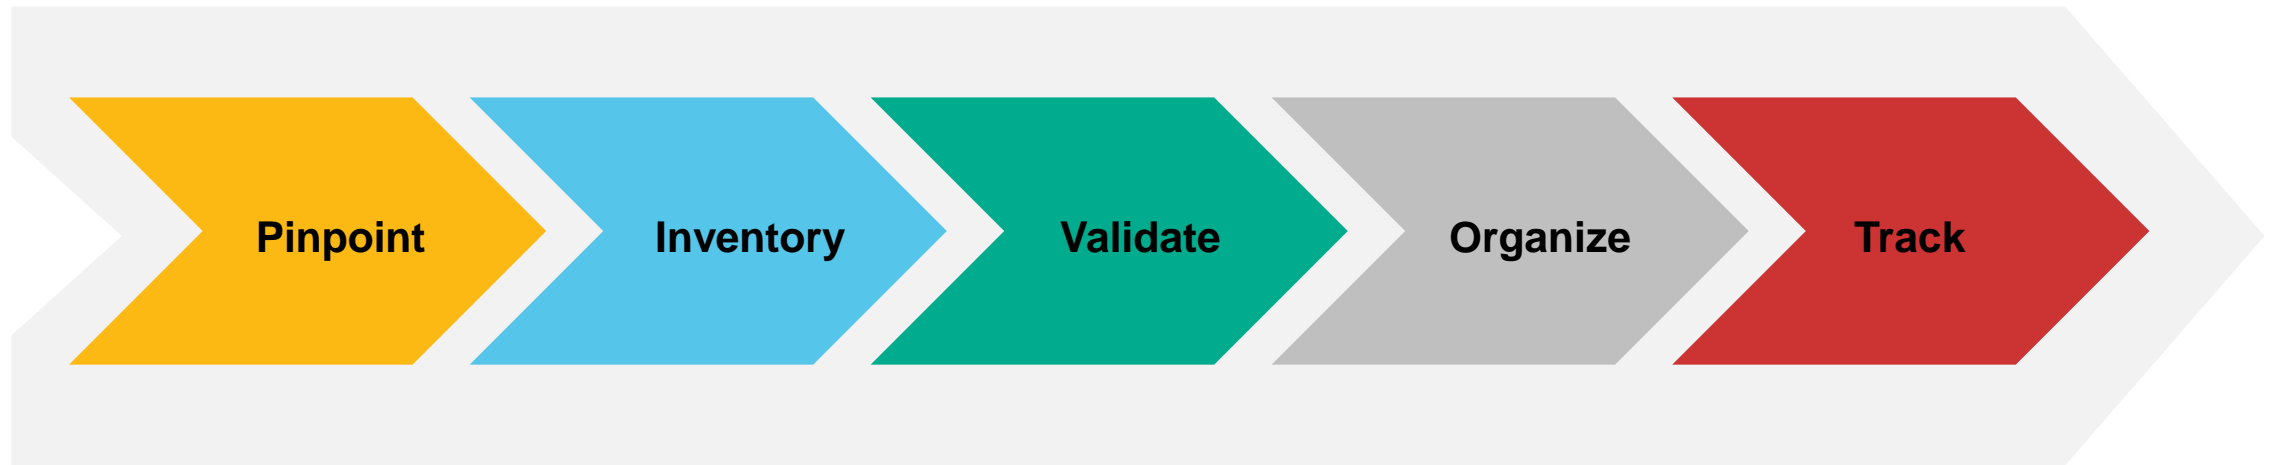 Pinpoint
Inventory
Validate
Organize
Track